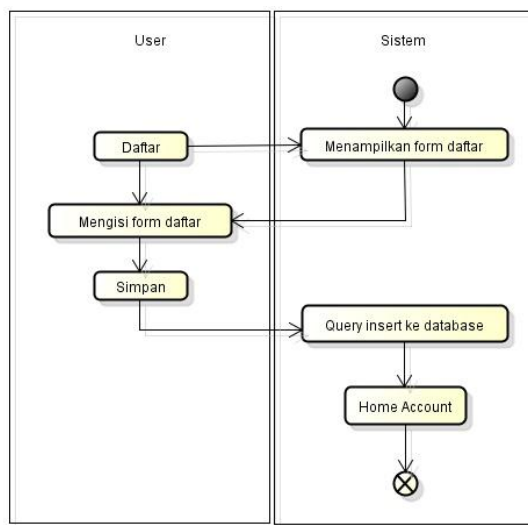 User
Sistem
Daftar
Menampilkan form daftar
Mengisi form daftar
Simpan
Query insert ke database
Home Account